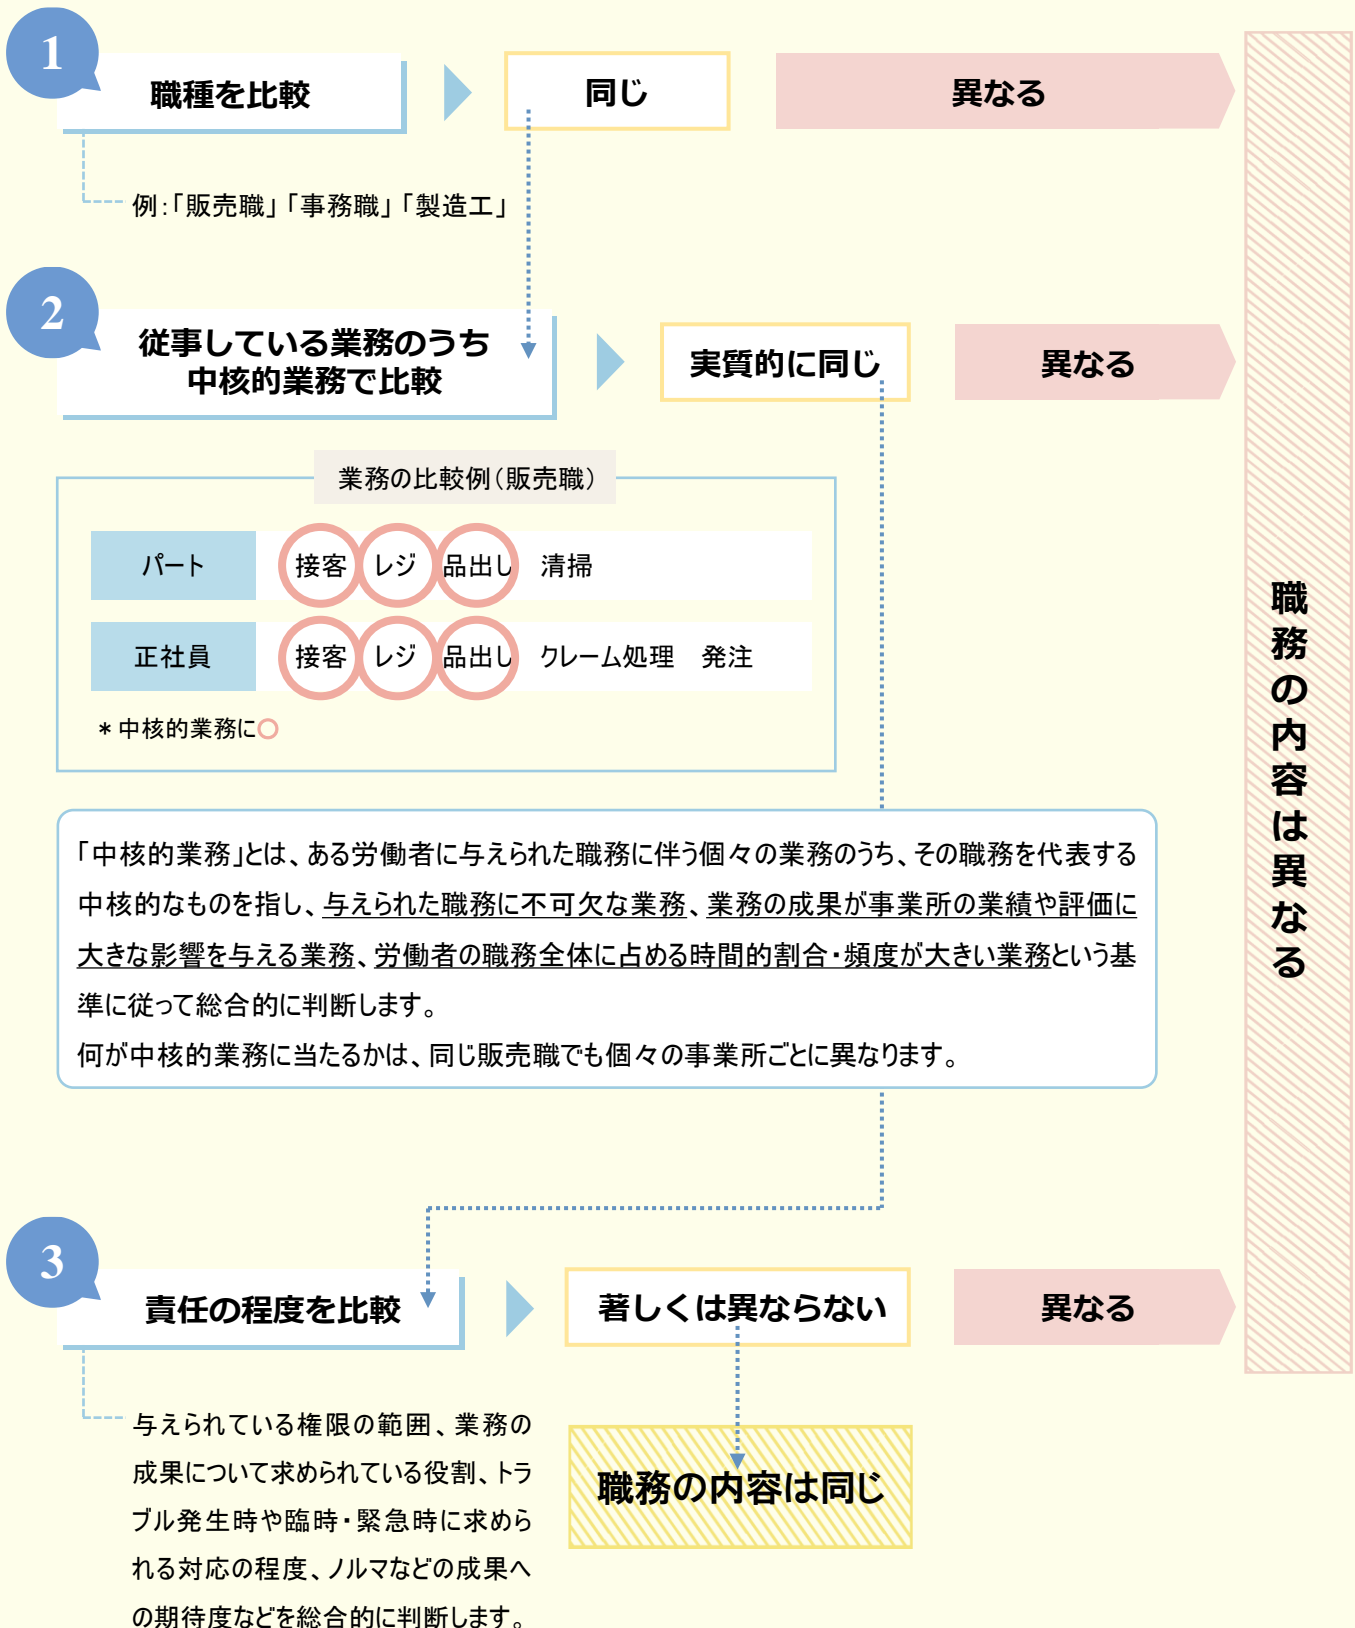 1
職種を比較
同じ
異なる
例:「販売職」「事務職」「製造工」
2
従事している業務のうち
中核的業務で比較
実質的に同じ
異なる
業務の比較例(販売職)
パート 接客 レジ 品出し 清掃
正社員 接客 レジ 品出し クレーム処理 発注
*中核的業務に○
「中核的業務」とは、ある労働者に与えられた職務に伴う個々の業務のうち、その職務を代表する
中核的なものを指し、与えられた職務に不可欠な業務、業務の成果が事業所の業績や評価に
大きな影響を与える業務、労働者の職務全体に占める時間的割合・頻度が大きい業務という基
準に従って総合的に判断します。
何が中核的業務に当たるかは、同じ販売職でも個々の事業所ごとに異なります。
3
責任の程度を比較
著しくは異ならない
異なる
与えられている権限の範囲、業務の
成果について求められている役割、トラ
ブル発生時や臨時・緊急時に求めら
れる対応の程度、ノルマなどの成果へ
の期待度などを総合的に判断します。
職務の内容は同じ
職務の内容は異なる